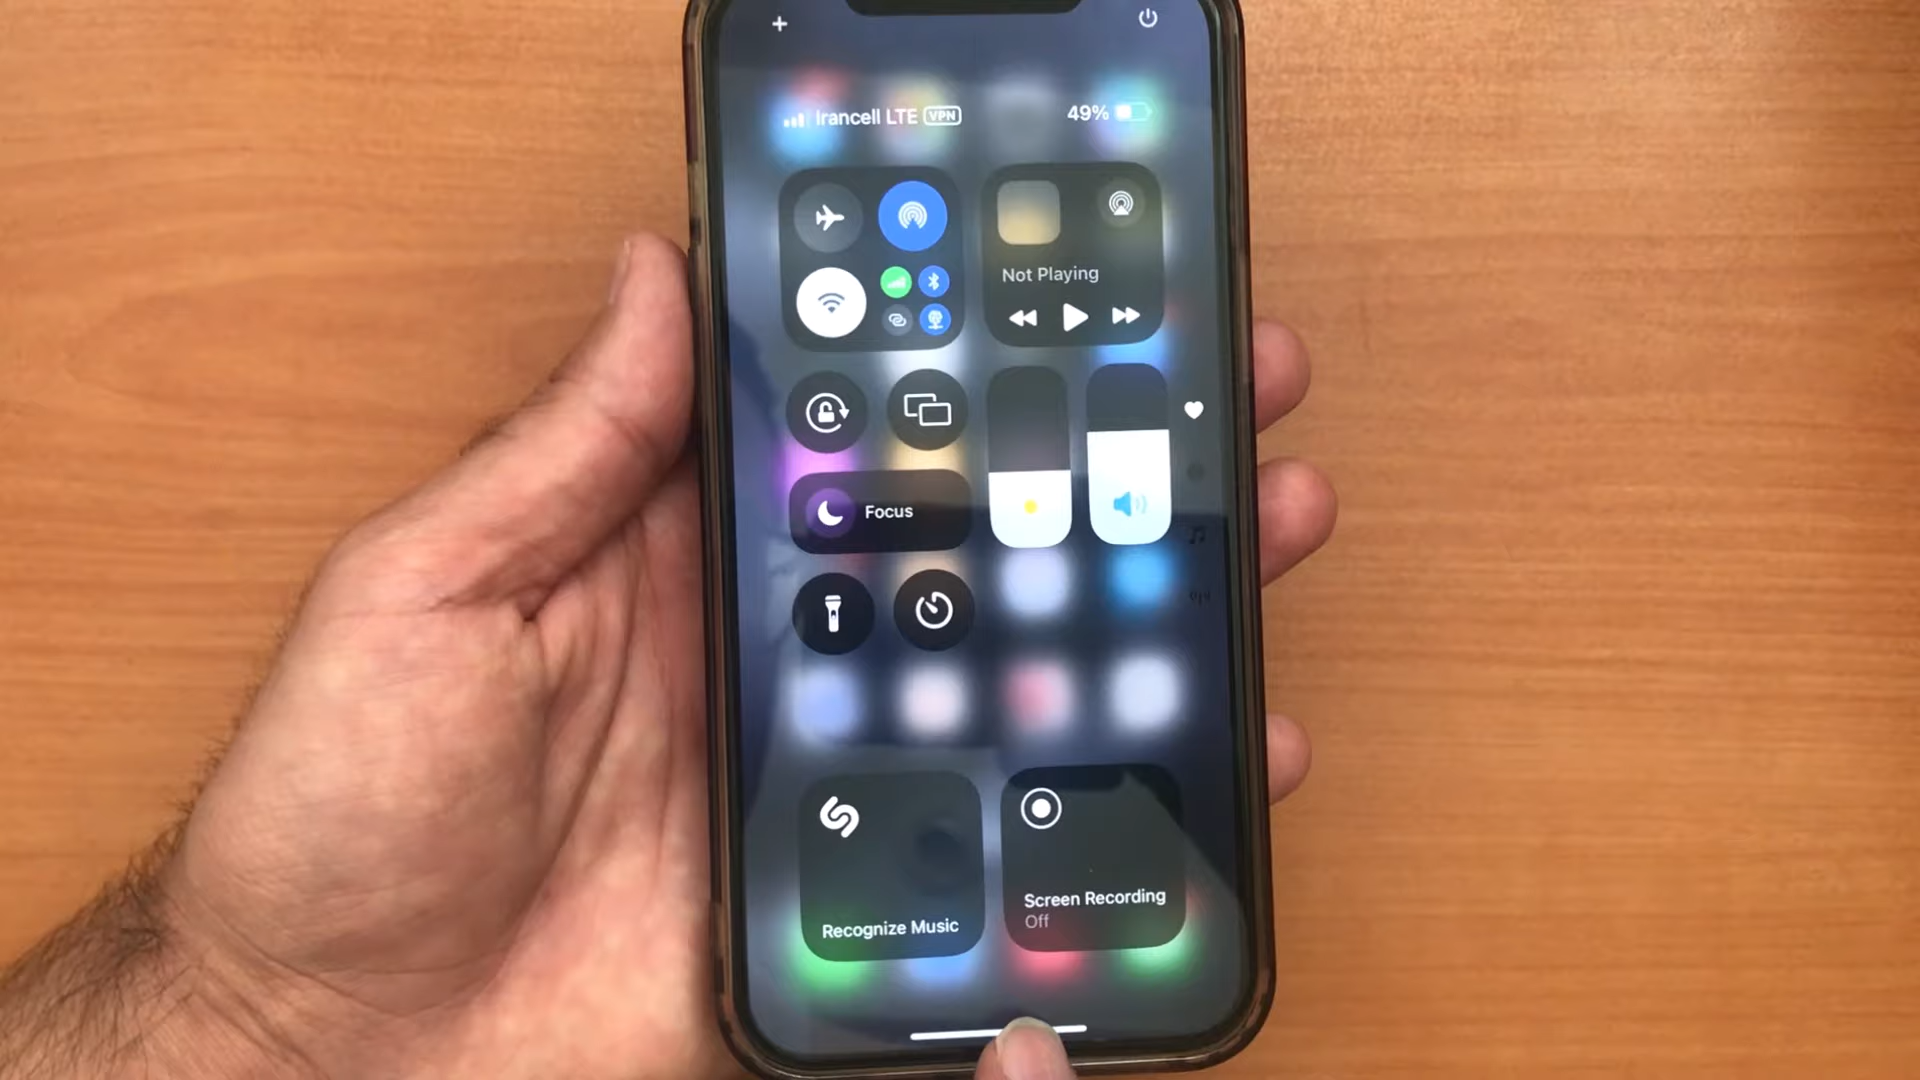 Irancell LTE VPN
49%
Not Playing
Focus
Recognize Music
Screen Recording
Off